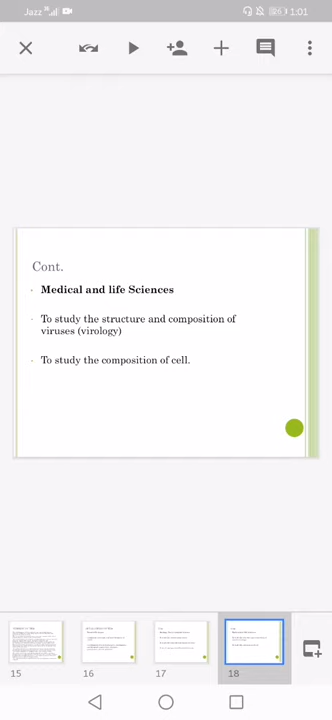 Jazz 1:01
Cont.
Medical and life Sciences
To study the structure and composition of
viruses (virology)
To study the composition of cell.
15 16 17 18